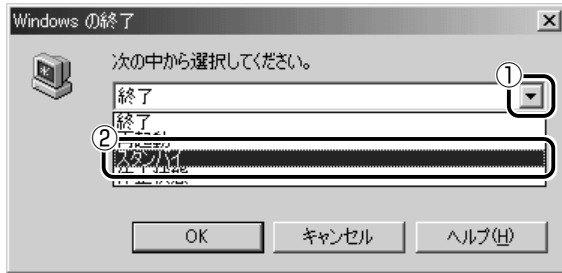 Windows の終了
次の中から選択してください。
①
終了
終了
②
スタンバイ
OK
キャンセル
ヘルプ(H)